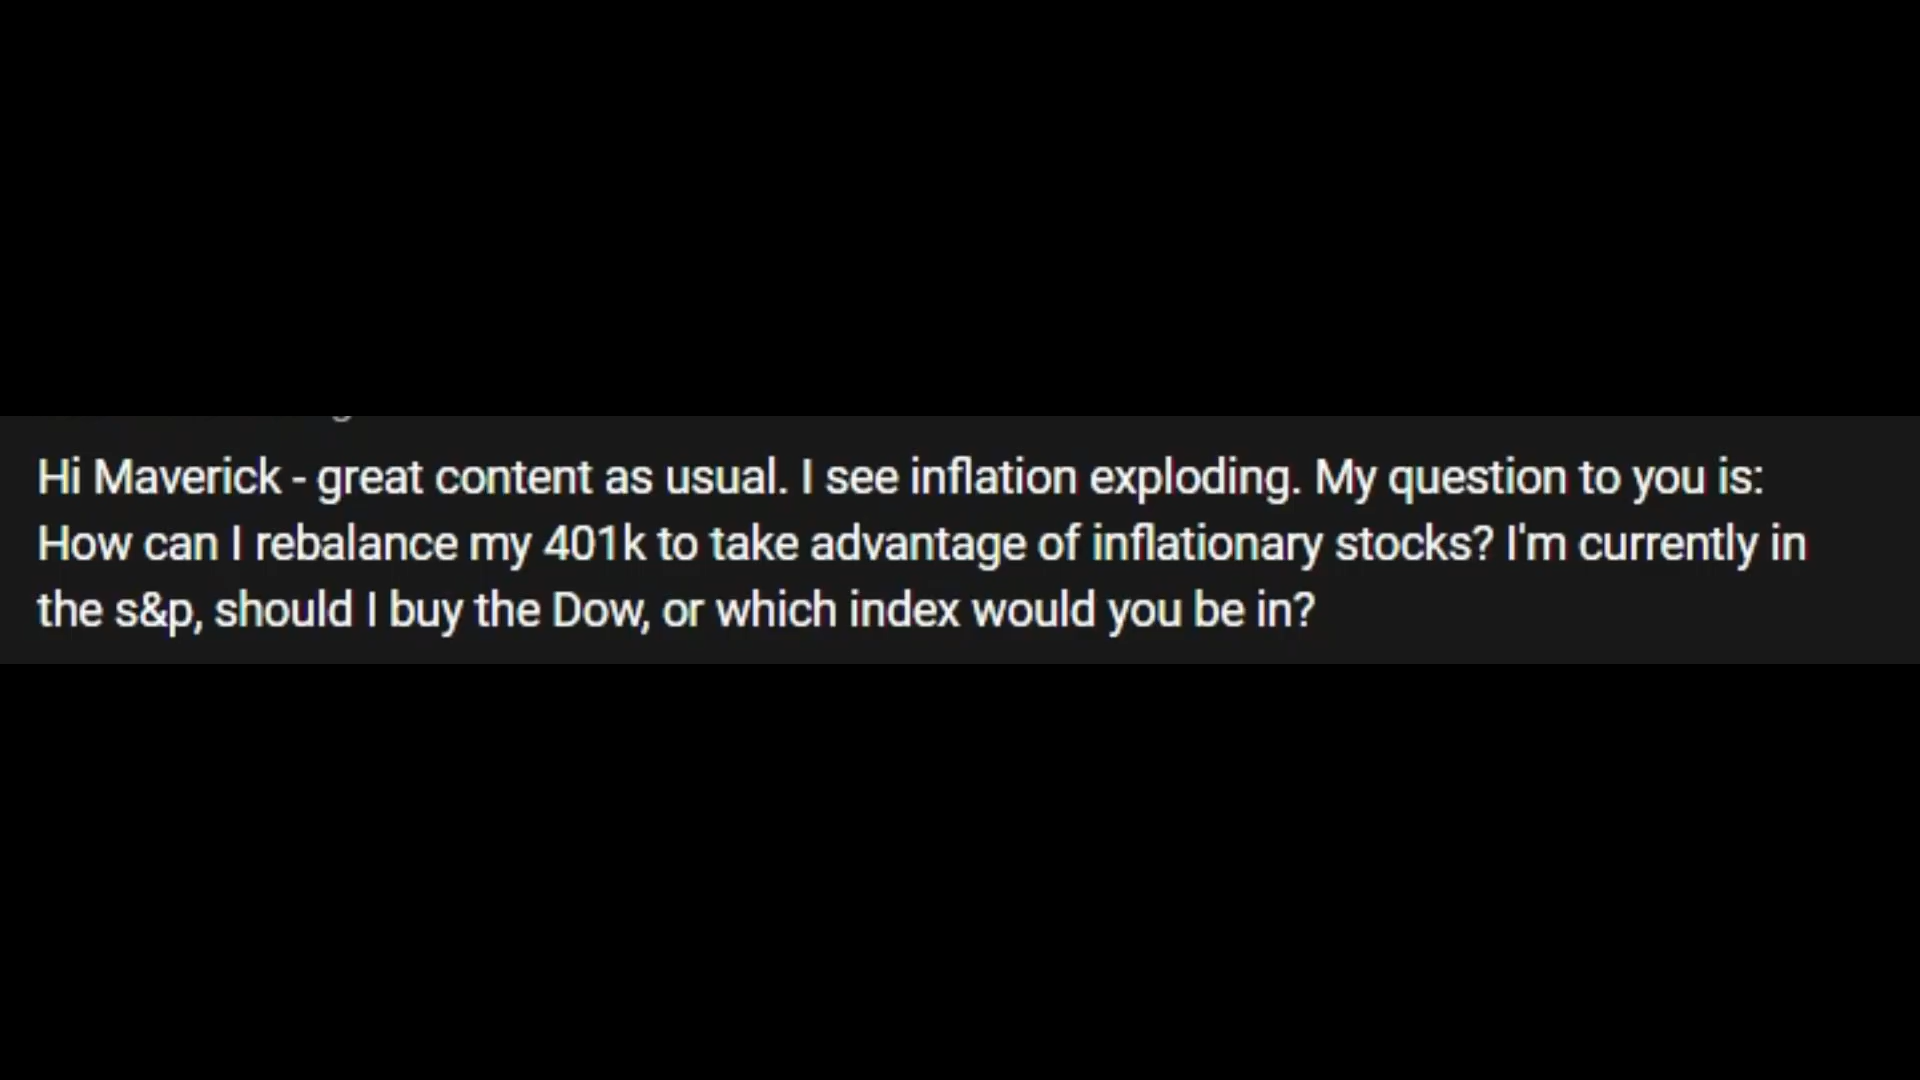 Hi Maverick - great content as usual. I see inflation exploding. My question to you is:
How can I rebalance my 401k to take advantage of inflationary stocks? I'm currently in
the s&p, should I buy the Dow, or which index would you be in?